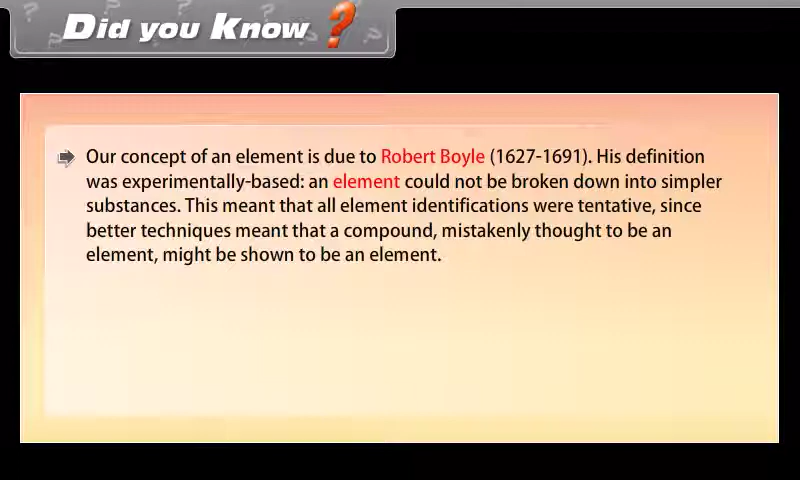 Did you Know ?
Our concept of an element is due to Robert Boyle (1627-1691). His definition
was experimentally-based: an element could not be broken down into simpler
substances. This meant that all element identifications were tentative, since
better techniques meant that a compound, mistakenly thought to be an
element, might be shown to be an element.